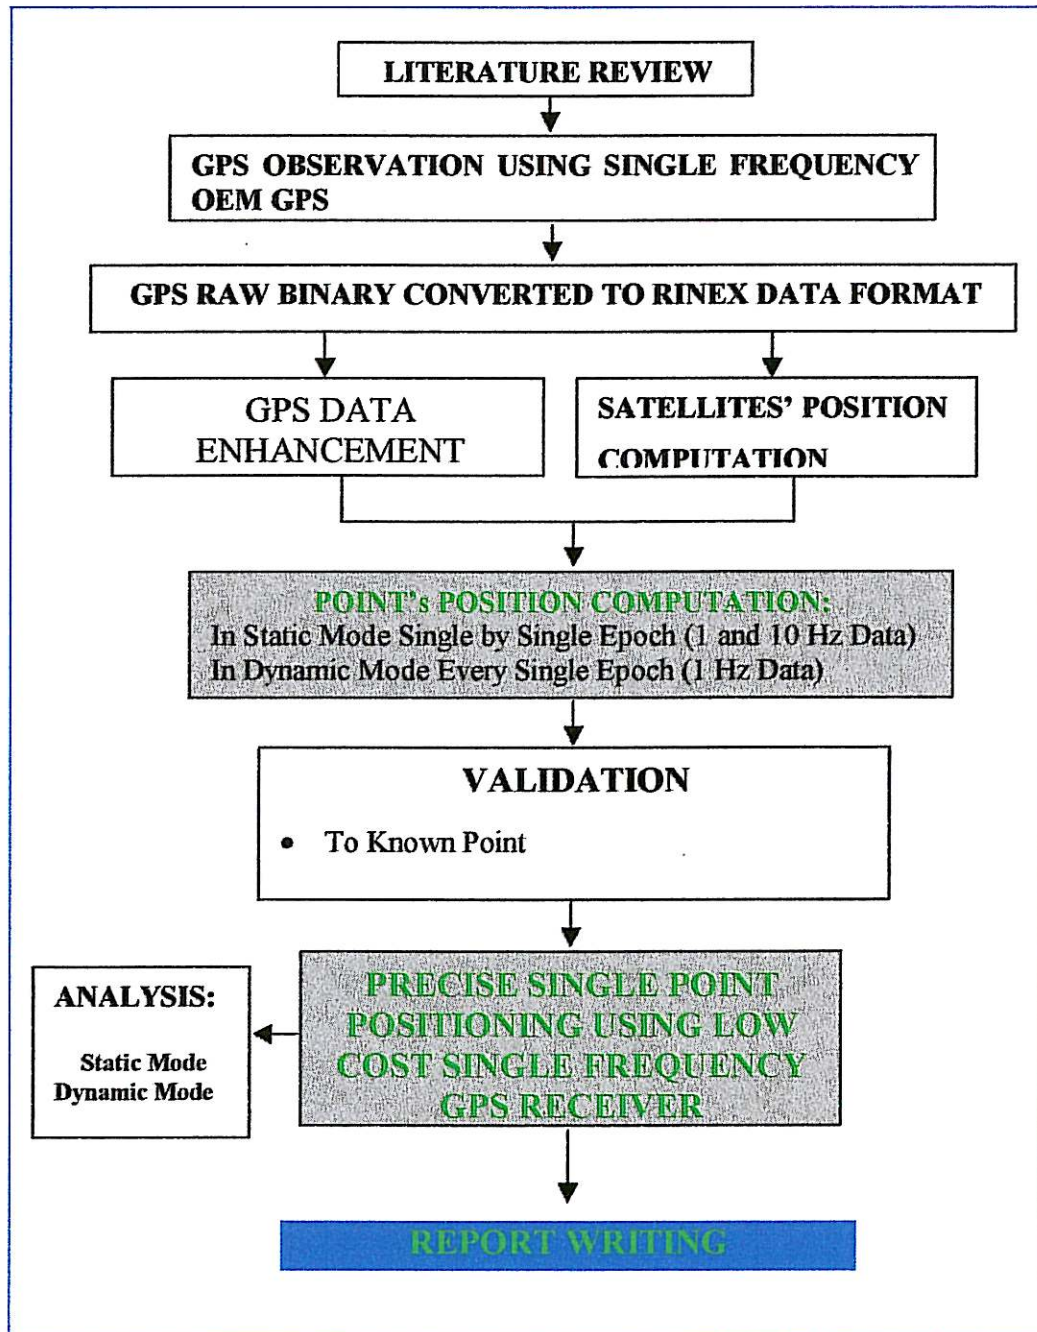 LITERATURE REVIEW
GPS OBSERVATION USING SINGLE FREQUENCY
OEM GPS
GPS RAW BINARY CONVERTED TO RINEX DATA FORMAT
GPS DATA
ENHANCEMENT
SATELLITES' POSITION
COMPUTATION
POINT's POSITION COMPUTATION:
In Static Mode Single by Single Epoch (1 and 10 Hz Data)
In Dynamic Mode Every Single Epoch (1 Hz Data)
VALIDATION
• To Known Point
ANALYSIS:
Static Mode
Dynamic Mode
PRECISE SINGLE POINT
POSITIONING USING LOW
COST SINGLE FREQUENCY
GPS RECEIVER
REPORT WRITING